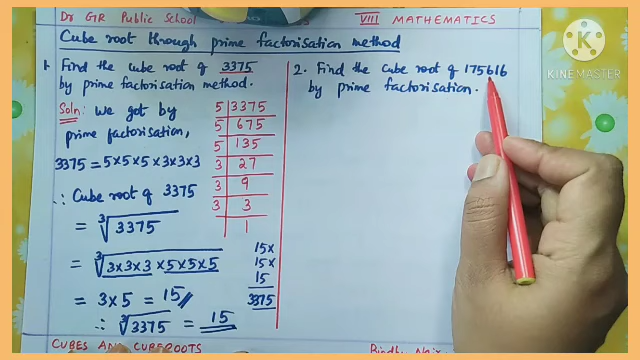 Dr GR Public School
VIII MATHEMATICS
Cube root through prime factorisation method
1. Find the cube root of 3375
by prime factorisation method.
Soln: We get by
prime factorisation,
3375 = 5×5×5×3×3×3
∴ Cube root of 3375
= ∛3375
= ∛3×3×3×5×5×5
= 3×5 = 15
∴ ∛3375 = 15
5 | 3375
5 | 675
5 | 135
3 | 27
3 | 9
3 | 3
1
15×
15×
15
3375
2. Find the cube root of 175616
by prime factorisation.
K
KINEMASTER
CUBES AND CUBEROOTS
Bindhu Nair